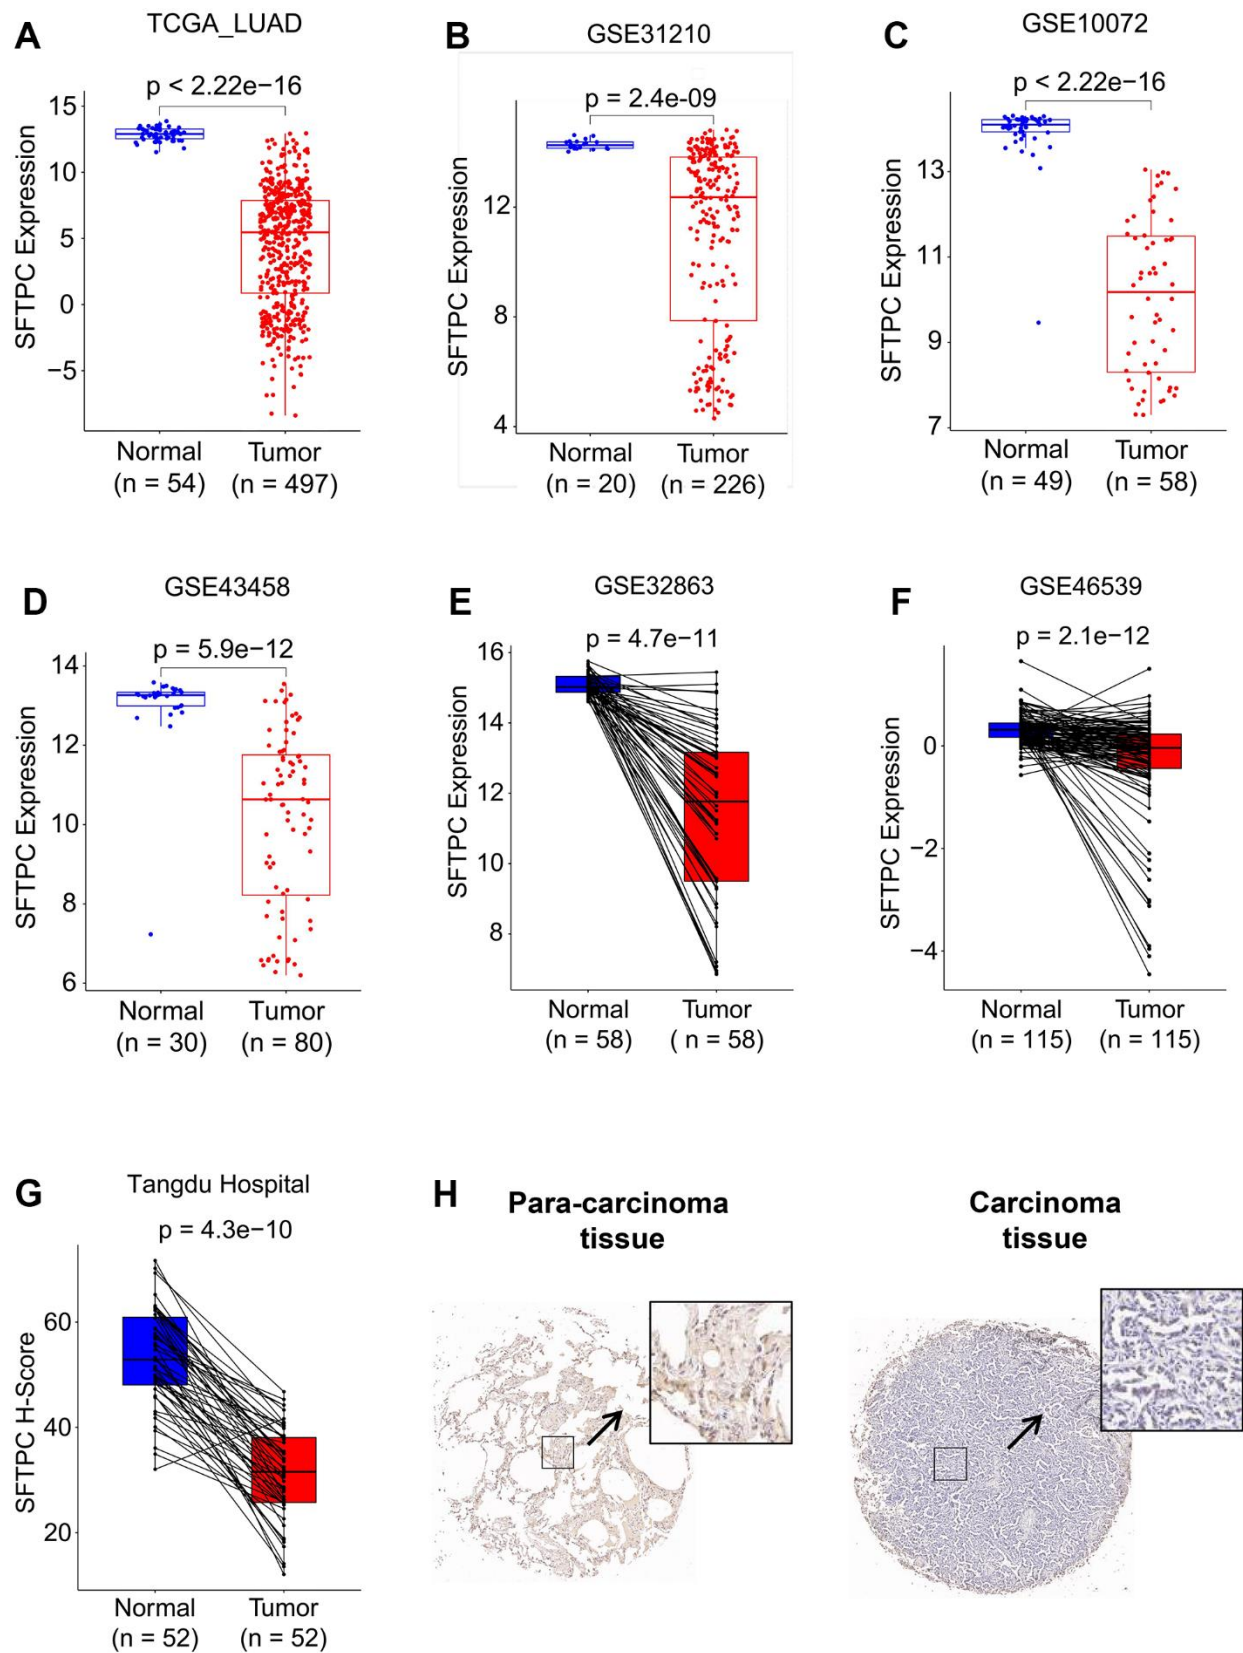 A
TCGA_LUAD
p < 2.22e−16
SFTPC Expression
15
10
5
0
−5
Normal
(n = 54)
Tumor
(n = 497)
B
GSE31210
p = 2.4e-09
SFTPC Expression
12
8
4
Normal
(n = 20)
Tumor
(n = 226)
C
GSE10072
p < 2.22e−16
SFTPC Expression
13
11
9
7
Normal
(n = 49)
Tumor
(n = 58)
D
GSE43458
p = 5.9e−12
SFTPC Expression
14
12
10
8
6
Normal
(n = 30)
Tumor
(n = 80)
E
GSE32863
p = 4.7e−11
SFTPC Expression
16
14
12
10
8
Normal
(n = 58)
Tumor
( n = 58)
F
GSE46539
p = 2.1e−12
SFTPC Expression
0
−2
−4
Normal
(n = 115)
Tumor
(n = 115)
G
Tangdu Hospital
p = 4.3e−10
SFTPC H-Score
60
40
20
Normal
(n = 52)
Tumor
(n = 52)
H
Para-carcinoma
tissue
Carcinoma
tissue